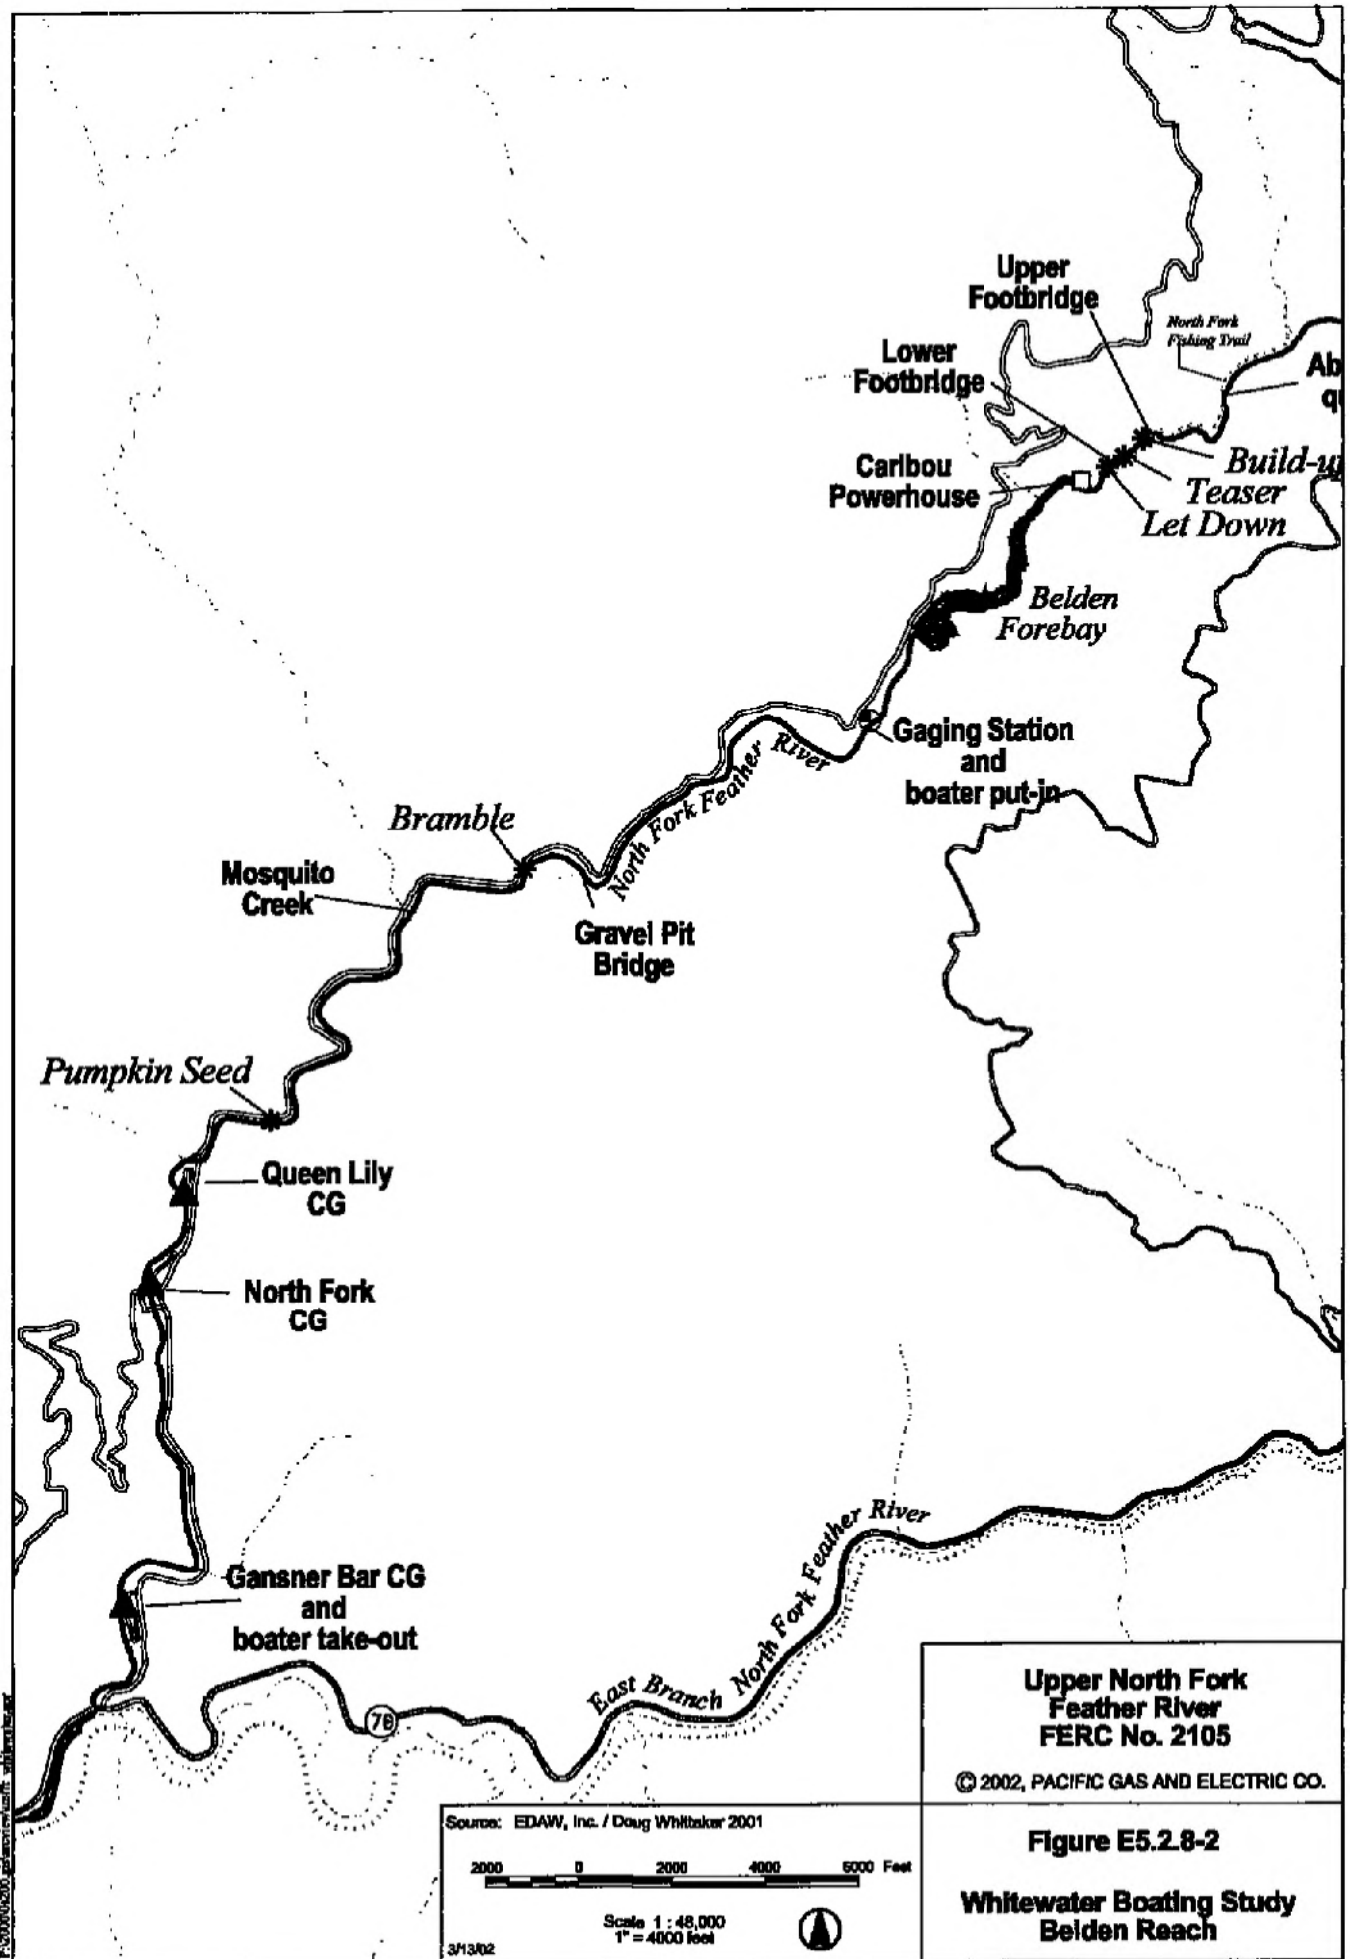 Upper
Footbridge
North Fork
Fishing Trail
Lower
Footbridge
Ab
Build-up
Caribou
Powerhouse
Teaser
Let Down
Belden
Forebay
Gaging Station
and
boater put-in
North Fork Feather River
Bramble
Mosquito
Creek
Gravel Pit
Bridge
Pumpkin Seed
Queen Lily
CG
North Fork
CG
Gansner Bar CG
and
boater take-out
East Branch North Fork Feather River
70
Upper North Fork
Feather River
FERC No. 2105
© 2002, PACIFIC GAS AND ELECTRIC CO.
Source: EDAW, Inc. / Doug Whittaker 2001
2000 0 2000 4000 6000 Feet
Scale 1 : 48,000
1" = 4000 feet
3/13/02
Figure E5.2.8-2
Whitewater Boating Study
Belden Reach